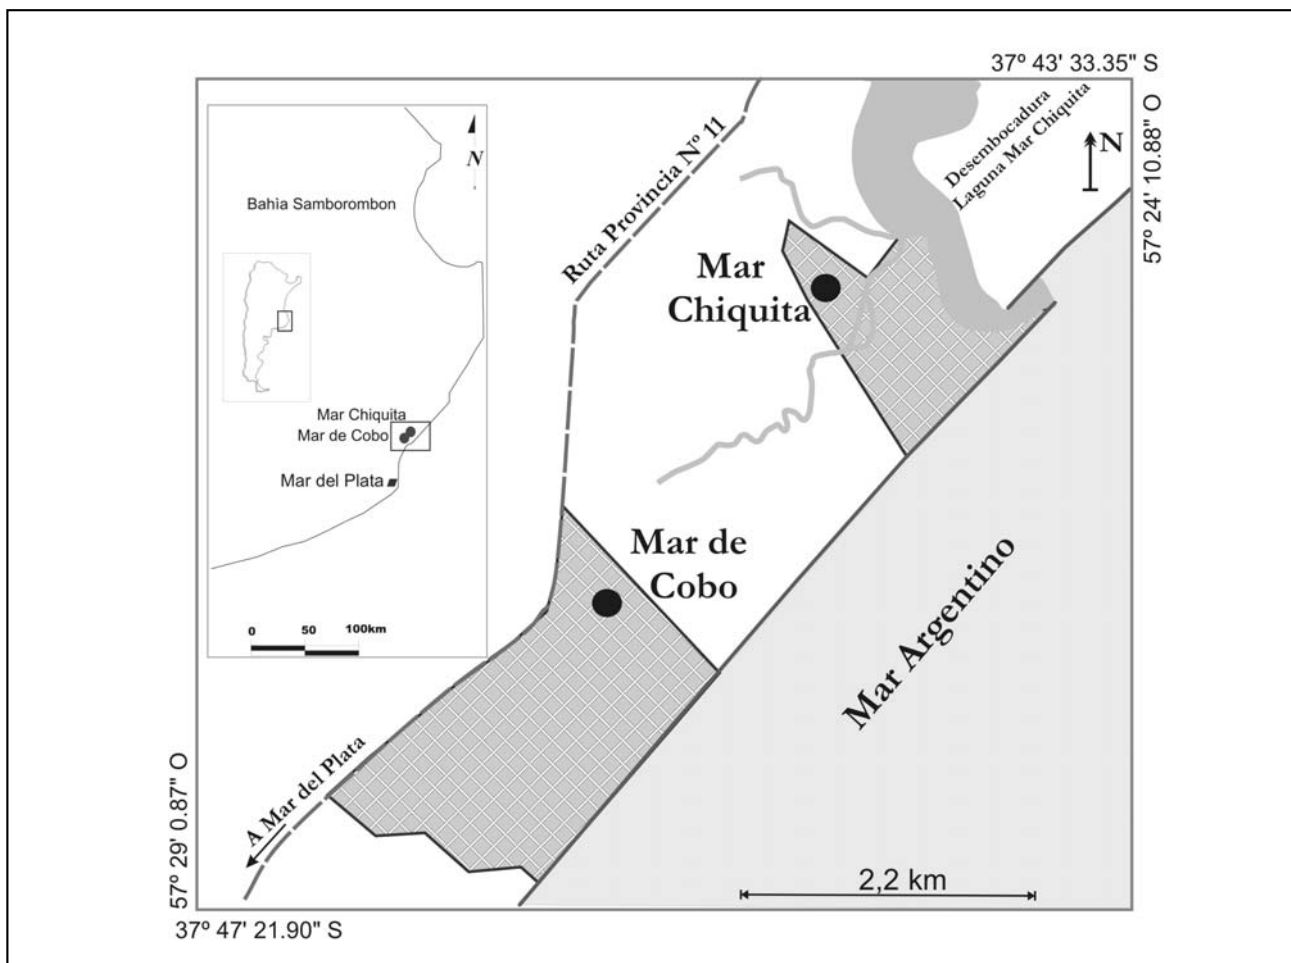 37º 43' 33.35" S
57º 24' 10.88" O
Desembocadura
Laguna Mar Chiquita
N
Ruta Provincia Nº 11
N
Bahìa Samborombon
Mar
Chiquita
Mar Chiquita
Mar de Cobo
Mar del Plata
Mar de
Cobo
Mar Argentino
0 50 100km
A Mar del Plata
57º 29' 0.87" O
2,2 km
37º 47' 21.90" S